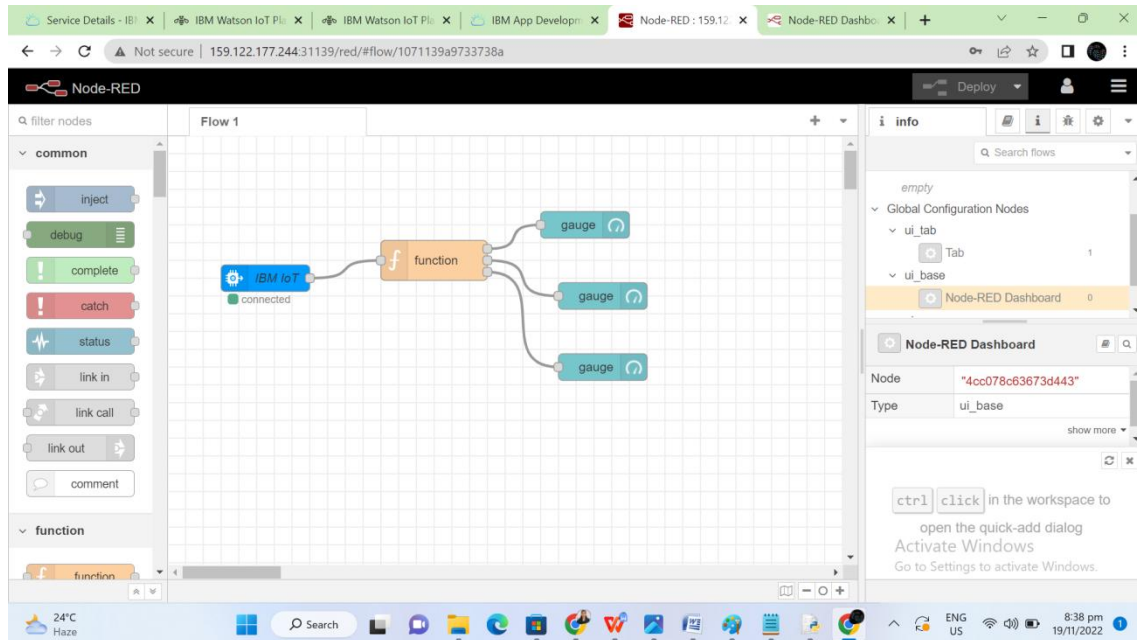 Service Details - IBM
IBM Watson IoT Pla
IBM Watson IoT Pla
IBM App Developm
Node-RED : 159.12
Node-RED Dashbo
Not secure | 159.122.177.244:31139/red/#flow/1071139a9733738a
Node-RED
Deploy
filter nodes
Flow 1
i info
common
Search flows
inject
debug
complete
catch
status
link in
link call
link out
comment
function
function
IBM IoT
connected
function
gauge
gauge
gauge
empty
Global Configuration Nodes
ui_tab
Tab 1
ui_base
Node-RED Dashboard 0
Node-RED Dashboard
Node "4cc078c63673d443"
Type ui_base
show more
ctrl click in the workspace to
open the quick-add dialog
Activate Windows
Go to Settings to activate Windows.
24°C
Haze
Search
ENG
US
8:38 pm
19/11/2022
1